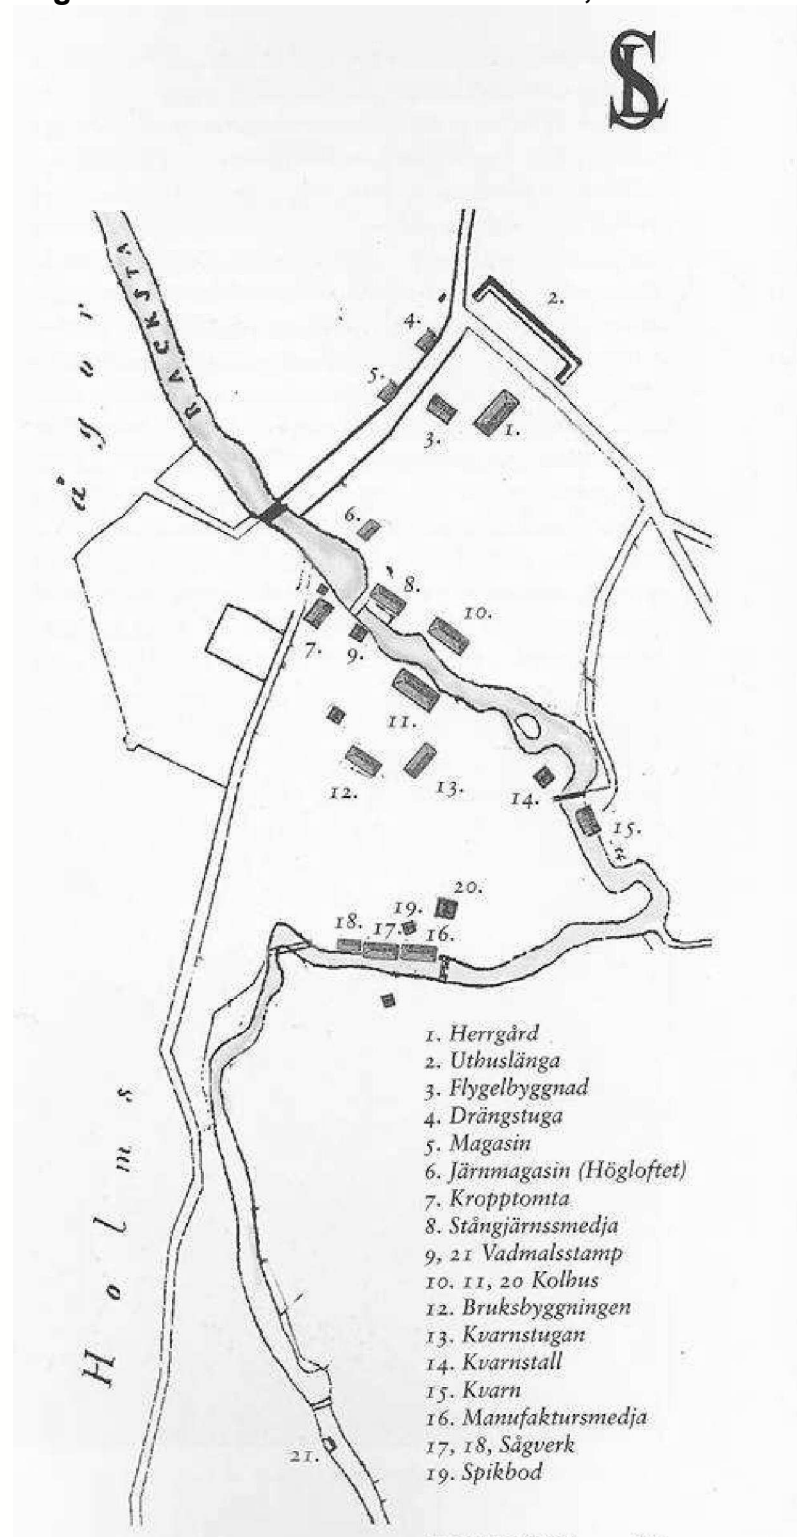 SL
2.
4.
BACKSTA
5.
3.
1.
ägor
6.
8.
10.
7.
9.
11.
12.
13.
14.
15.
20.
19.
18.
17.
16.
Holms
21.
1. Herrgård
2. Uthuslänga
3. Flygelbyggnad
4. Drängstuga
5. Magasin
6. Järnmagasin (Högloftet)
7. Kropptomta
8. Stångjärnssmedja
9, 21 Vadmalsstamp
10. 11, 20 Kolhus
12. Bruksbyggningen
13. Kvarnstugan
14. Kvarnstall
15. Kvarn
16. Manufaktursmedja
17, 18, Sågverk
19. Spikbod